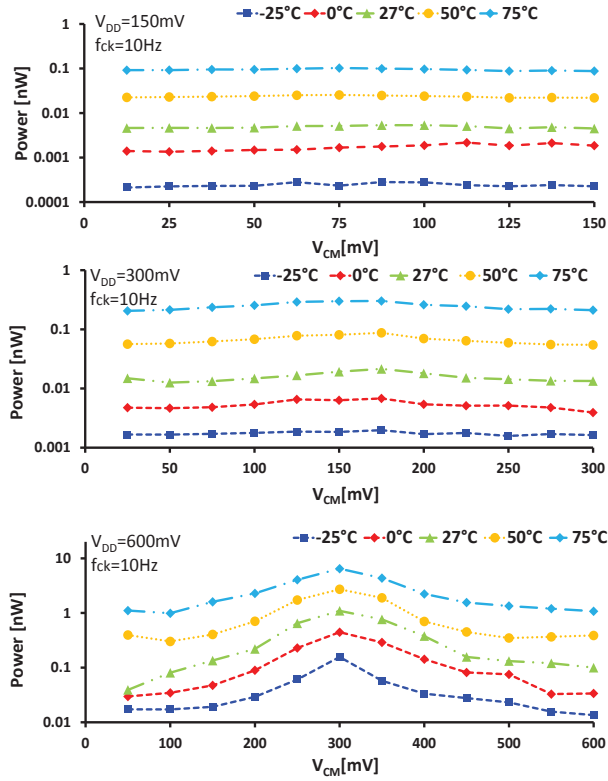 VDD=150mV
fck=10Hz
-25°C 0°C 27°C 50°C 75°C
Power [nW]
1
0.1
0.01
0.001
0.0001
0 25 50 75 100 125 150
VCM[mV]
VDD=300mV
fck=10Hz
-25°C 0°C 27°C 50°C 75°C
Power [nW]
1
0.1
0.01
0.001
0 50 100 150 200 250 300
VCM[mV]
VDD=600mV
fck=10Hz
-25°C 0°C 27°C 50°C 75°C
Power [nW]
10
1
0.1
0.01
0 100 200 300 400 500 600
VCM[mV]